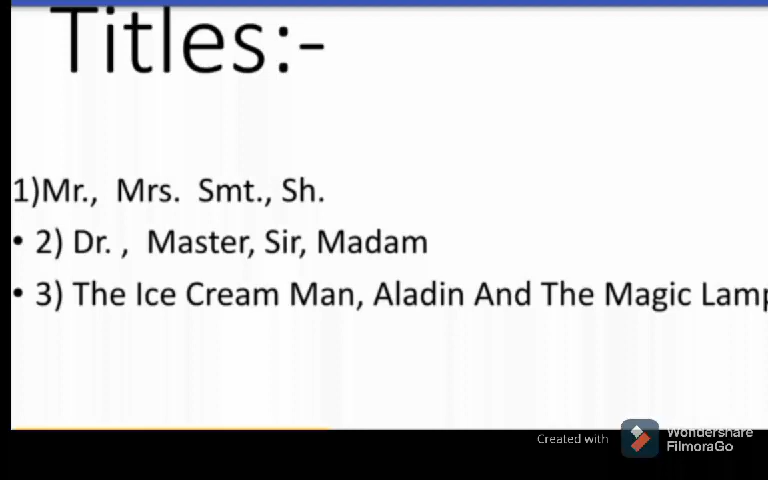 Titles:-
1)Mr., Mrs. Smt., Sh.
• 2) Dr. , Master, Sir, Madam
• 3) The Ice Cream Man, Aladin And The Magic Lamp
Created with
Wondershare
FilmoraGo